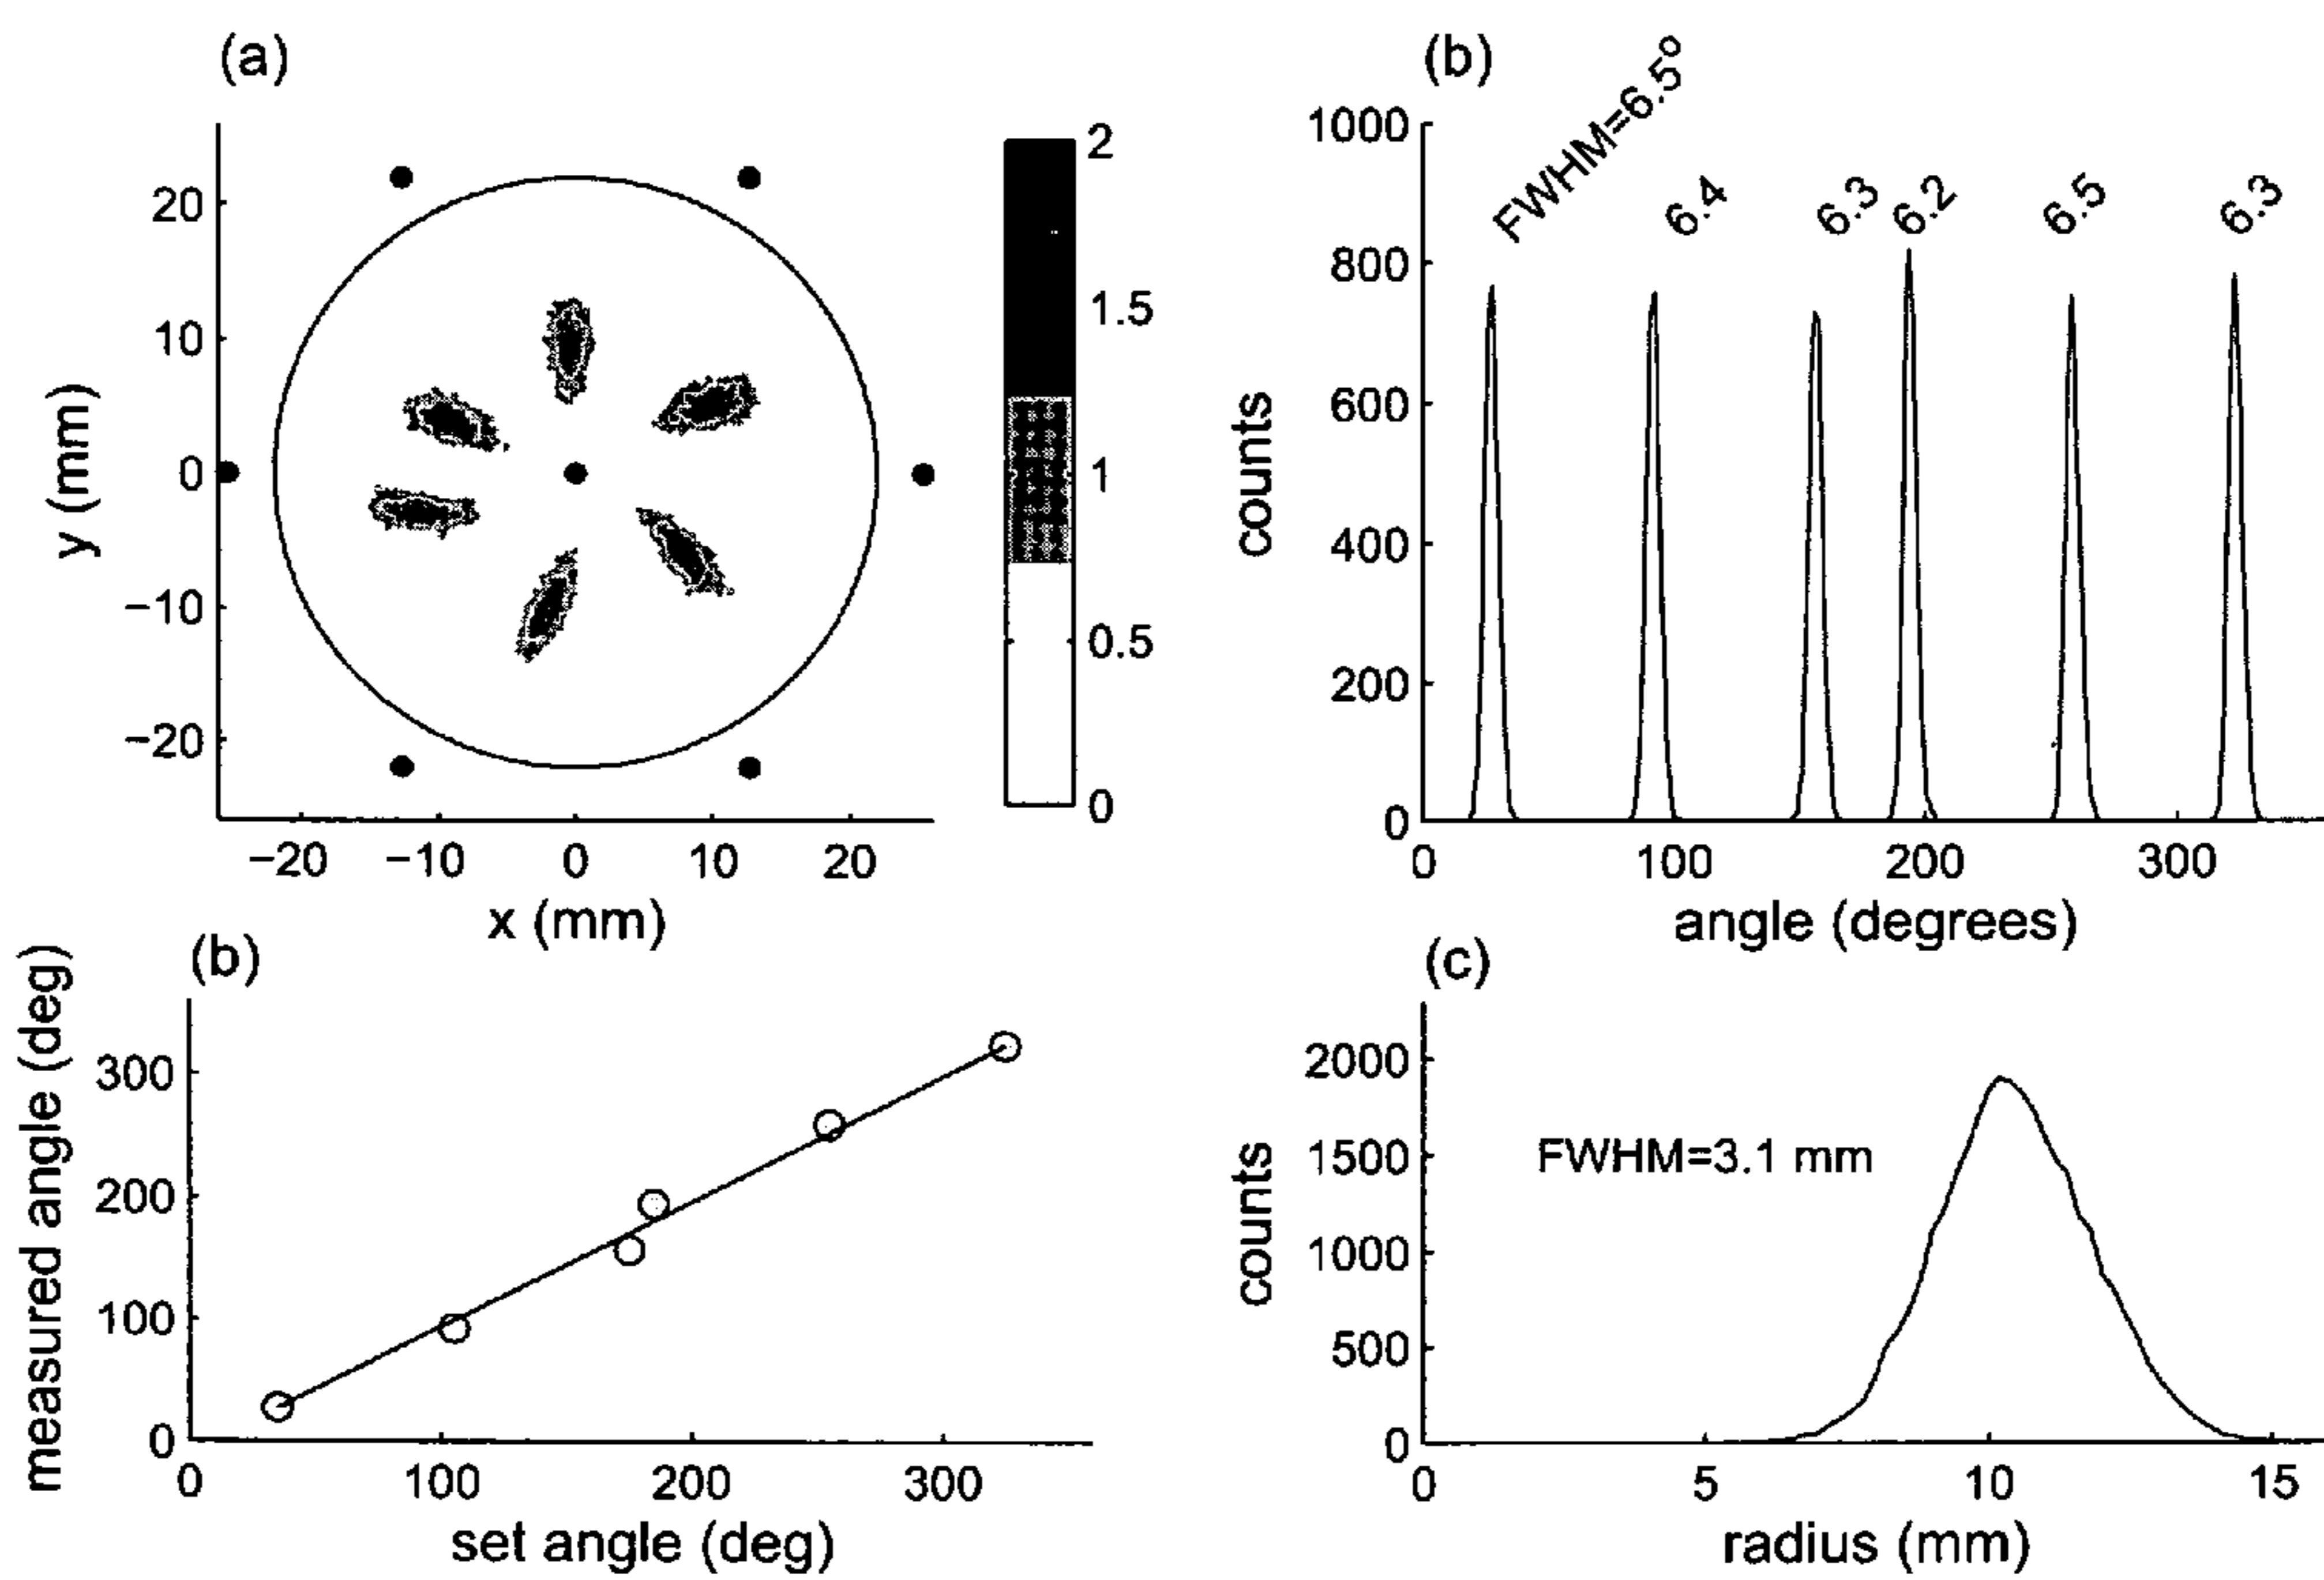 (a)
20
10
0
−10
−20
y (mm)
−20 −10 0 10 20
x (mm)
2
1.5
1
0.5
0
(b)
FWHM=6.5°
6.4
6.3
6.2
6.5
6.3
1000
800
600
400
200
0
counts
0 100 200 300
angle (degrees)
(b)
300
200
100
0
measured angle (deg)
0 100 200 300
set angle (deg)
(c)
2000
1500
1000
500
0
counts
FWHM=3.1 mm
0 5 10 15
radius (mm)